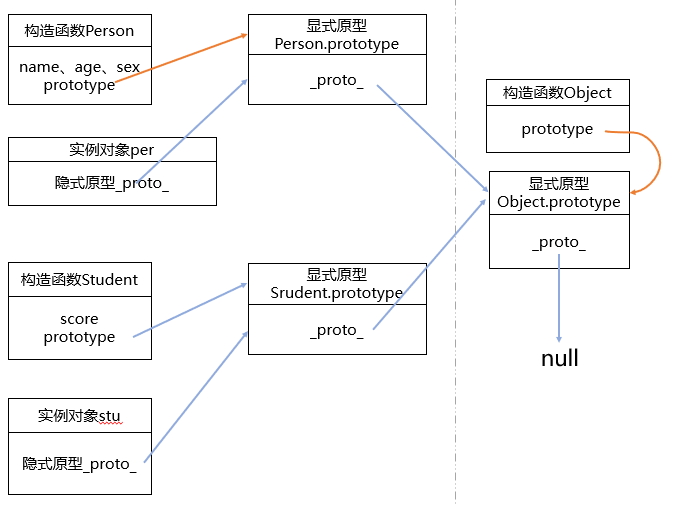 构造函数Person
name、age、sex
prototype
显式原型
Person.prototype
_proto_
实例对象per
隐式原型_proto_
构造函数Object
prototype
显式原型
Object.prototype
_proto_
null
构造函数Student
score
prototype
显式原型
Srudent.prototype
_proto_
实例对象stu
隐式原型_proto_